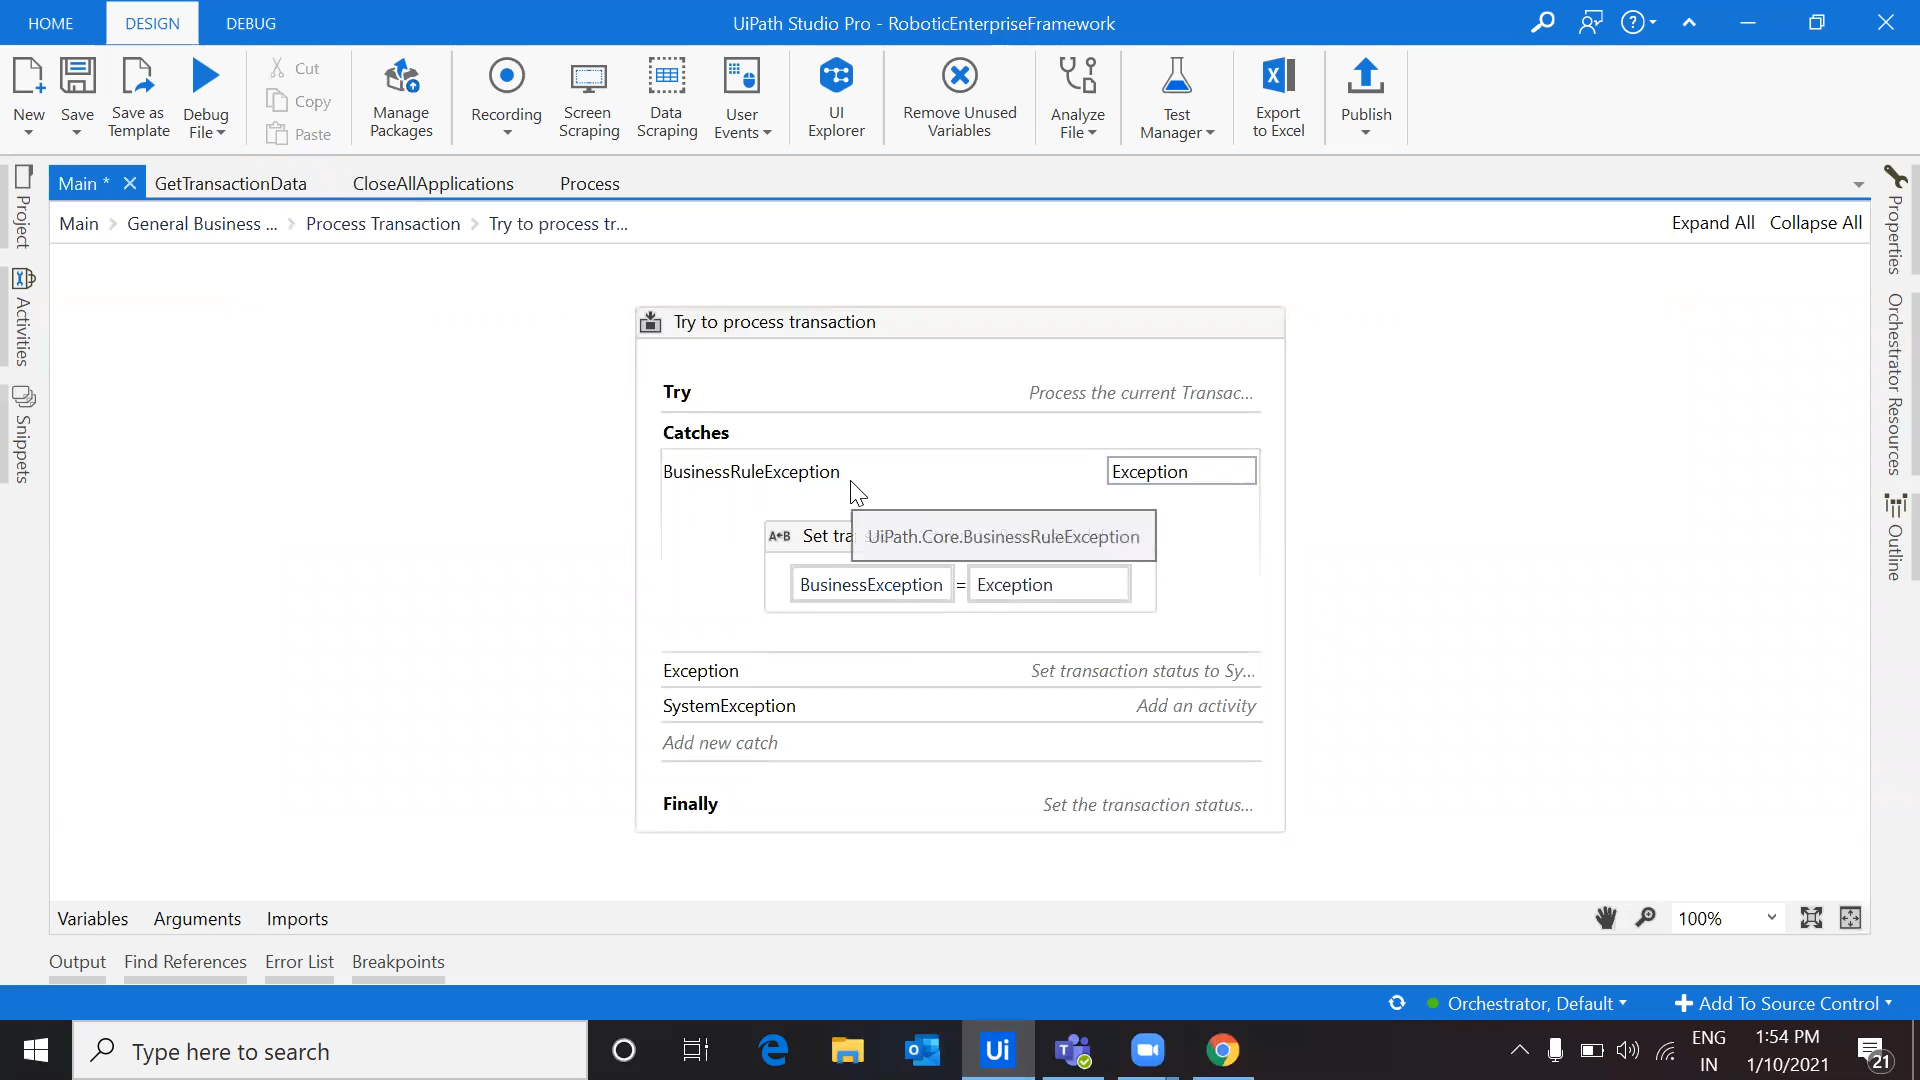 HOME DESIGN DEBUG UiPath Studio Pro - RoboticEnterpriseFramework
New Save Save as Template Debug File Cut Copy Paste Manage Packages Recording Screen Scraping Data Scraping User Events UI Explorer Remove Unused Variables Analyze File Test Manager Export to Excel Publish
Main * GetTransactionData CloseAllApplications Process
Main General Business ... Process Transaction Try to process tr... Expand All Collapse All
Project
Activities
Snippets
Properties
Orchestrator Resources
Outline
Try to process transaction
Try Process the current Transac...
Catches
BusinessRuleException Exception
A←B Set tra UiPath.Core.BusinessRuleException
BusinessException = Exception
Exception Set transaction status to Sy...
SystemException Add an activity
Add new catch
Finally Set the transaction status...
Variables Arguments Imports 100%
Output Find References Error List Breakpoints
Orchestrator, Default Add To Source Control
Type here to search Ui ENG IN 1:54 PM 1/10/2021 21